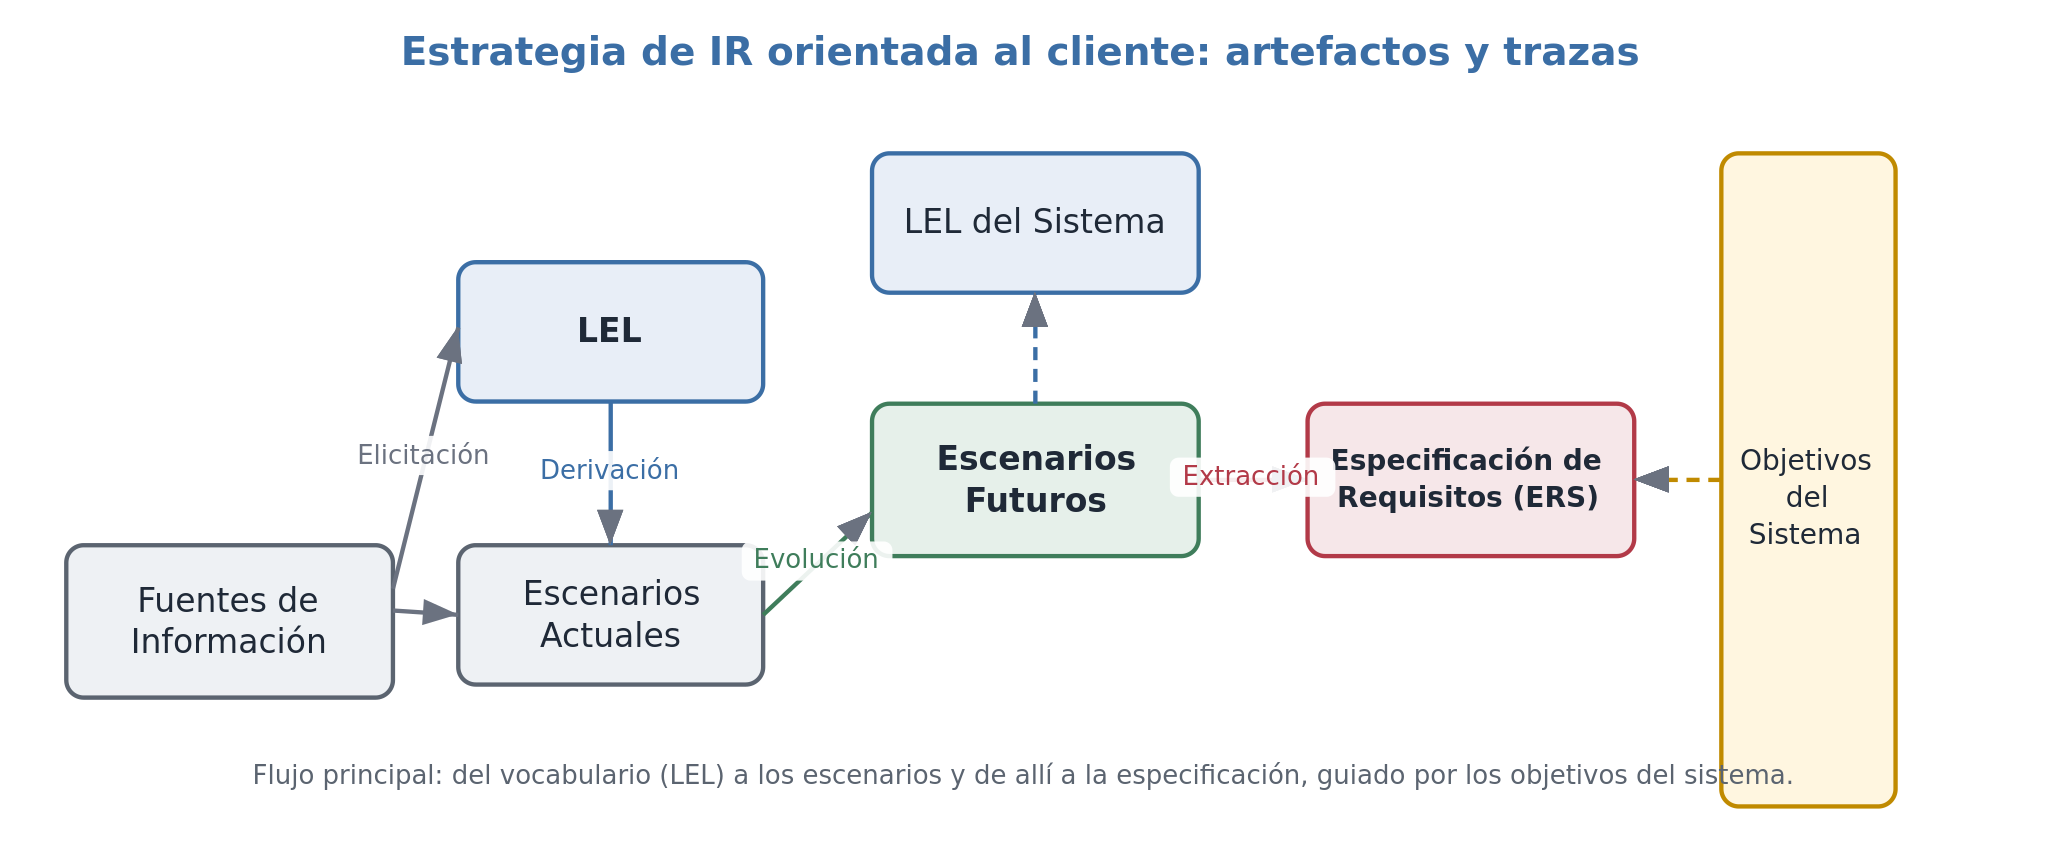 Estrategia de IR orientada al cliente: artefactos y trazas
LEL del Sistema
LEL
Elicitación
Derivación
Escenarios
Futuros
Extracción
Especificación de
Requisitos (ERS)
Objetivos
del
Sistema
Evolución
Fuentes de
Información
Escenarios
Actuales
Flujo principal: del vocabulario (LEL) a los escenarios y de allí a la especificación, guiado por los objetivos del sistema.